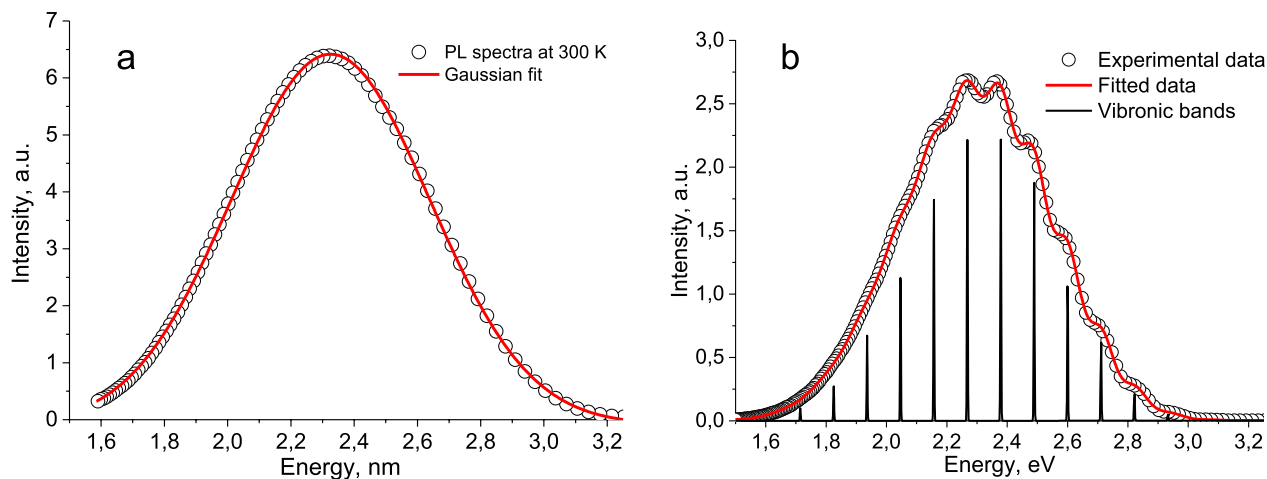 a
PL spectra at 300 K
Gaussian fit
Intensity, a.u.
7
6
5
4
3
2
1
0
1,6 1,8 2,0 2,2 2,4 2,6 2,8 3,0 3,2
Energy, nm
b
Experimental data
Fitted data
Vibronic bands
Intensity, a.u.
3,0
2,5
2,0
1,5
1,0
0,5
0,0
1,6 1,8 2,0 2,2 2,4 2,6 2,8 3,0 3,2
Energy, eV